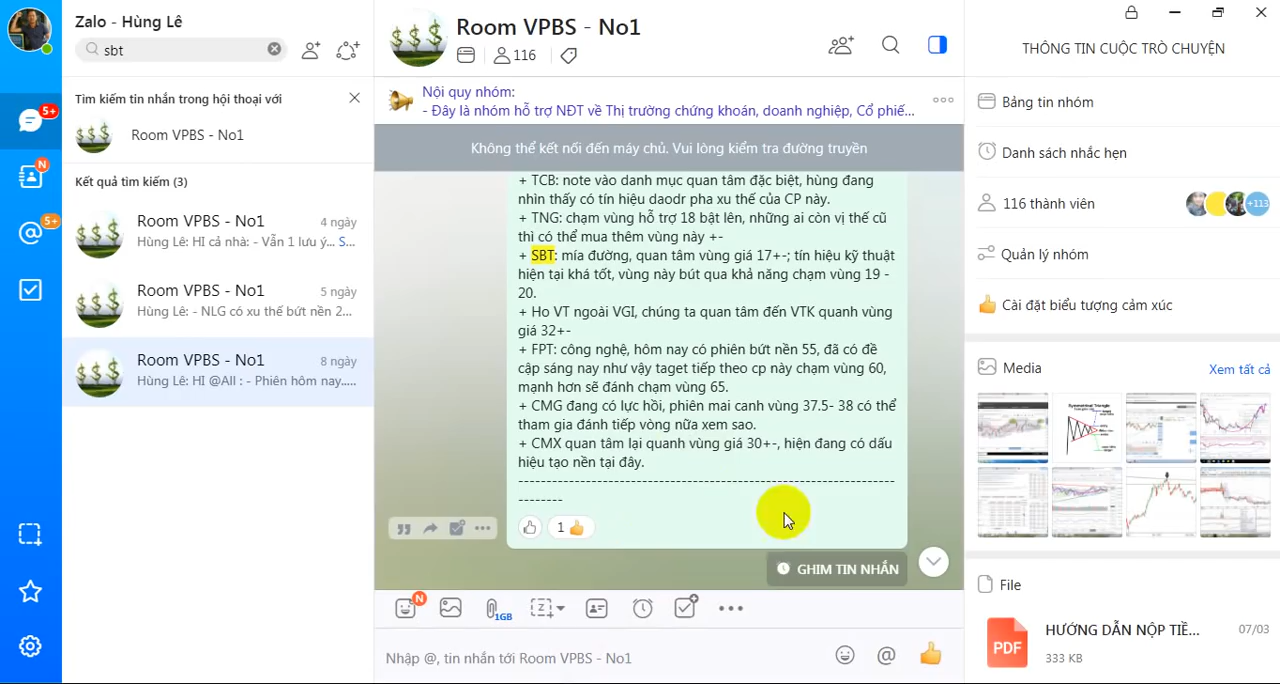 Zalo - Hùng Lê
sbt
5+
N
5+
Tìm kiếm tin nhắn trong hội thoại với
Room VPBS - No1
Kết quả tìm kiếm (3)
Room VPBS - No1
4 ngày
Hùng Lê: HI cả nhà: - Vẫn 1 lưu ý... S...
Room VPBS - No1
5 ngày
Hùng Lê: - NLG có xu thế bứt nền 2...
Room VPBS - No1
8 ngày
Hùng Lê: HI @All : - Phiên hôm nay....
Room VPBS - No1
116
Nội quy nhóm:
- Đây là nhóm hỗ trợ NĐT về Thị trường chứng khoán, doanh nghiệp, Cổ phiế...
Không thể kết nối đến máy chủ. Vui lòng kiểm tra đường truyền
+ TCB: note vào danh mục quan tâm đặc biệt, hùng đang
nhìn thấy có tín hiệu daodr pha xu thế của CP này.
+ TNG: chạm vùng hỗ trợ 18 bật lên, những ai còn vị thế cũ
thì có thể mua thêm vùng này +-
+ SBT: mía đường, quan tâm vùng giá 17+-; tín hiệu kỹ thuật
hiện tại khá tốt, vùng này bứt qua khả năng chạm vùng 19 -
20.
+ Ho VT ngoài VGI, chúng ta quan tâm đến VTK quanh vùng
giá 32+-
+ FPT: công nghệ, hôm nay có phiên bứt nền 55, đã có đề
cập sáng nay như vậy taget tiếp theo cp này chạm vùng 60,
mạnh hơn sẽ đánh chạm vùng 65.
+ CMG đang có lực hồi, phiên mai canh vùng 37.5- 38 có thể
tham gia đánh tiếp vòng nữa xem sao.
+ CMX quan tâm lại quanh vùng giá 30+-, hiện đang có dấu
hiệu tạo nền tại đây.
--------------------------------------------------------------------
--------
1
GHIM TIN NHẮN
N
1GB
Nhập @, tin nhắn tới Room VPBS - No1
THÔNG TIN CUỘC TRÒ CHUYỆN
Bảng tin nhóm
Danh sách nhắc hẹn
116 thành viên
+113
Quản lý nhóm
Cài đặt biểu tượng cảm xúc
Media
Xem tất cả
Symmetrical Triangle
File
PDF
HƯỚNG DẪN NỘP TIỀ...
07/03
333 KB